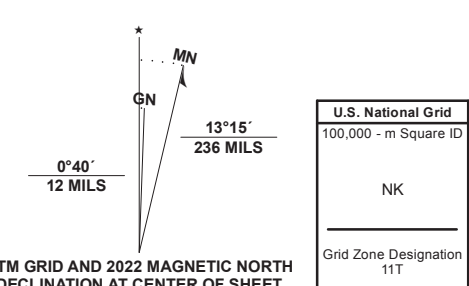 ★
MN
GN
0°40´
12 MILS
13°15´
236 MILS
TM GRID AND 2022 MAGNETIC NORTH
DECLINATION AT CENTER OF SHEET
U.S. National Grid
100,000 - m Square ID
NK
Grid Zone Designation
11T